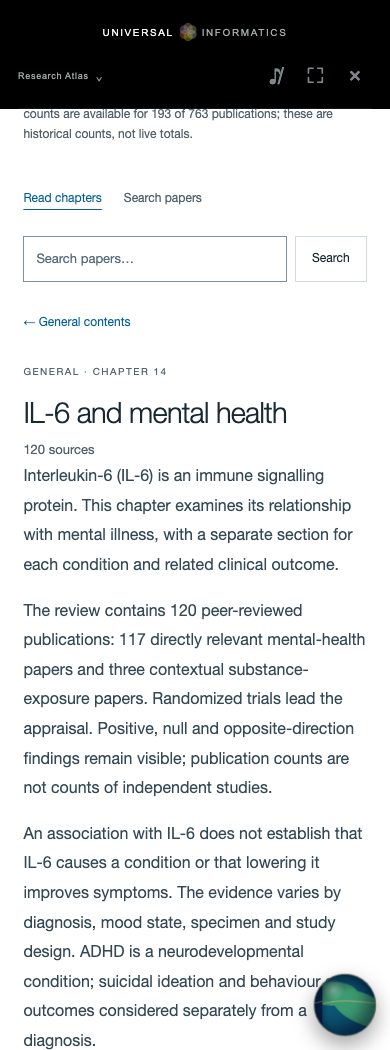 UNIVERSAL INFORMATICS
Research Atlas
counts are available for 193 of 763 publications; these are
historical counts, not live totals.
Read chapters Search papers
Search papers... Search
← General contents
GENERAL · CHAPTER 14
IL-6 and mental health
120 sources
Interleukin-6 (IL-6) is an immune signalling
protein. This chapter examines its relationship
with mental illness, with a separate section for
each condition and related clinical outcome.
The review contains 120 peer-reviewed
publications: 117 directly relevant mental-health
papers and three contextual substance-
exposure papers. Randomized trials lead the
appraisal. Positive, null and opposite-direction
findings remain visible; publication counts are
not counts of independent studies.
An association with IL-6 does not establish that
IL-6 causes a condition or that lowering it
improves symptoms. The evidence varies by
diagnosis, mood state, specimen and study
design. ADHD is a neurodevelopmental
condition; suicidal ideation and behaviour
outcomes considered separately from a
diagnosis.